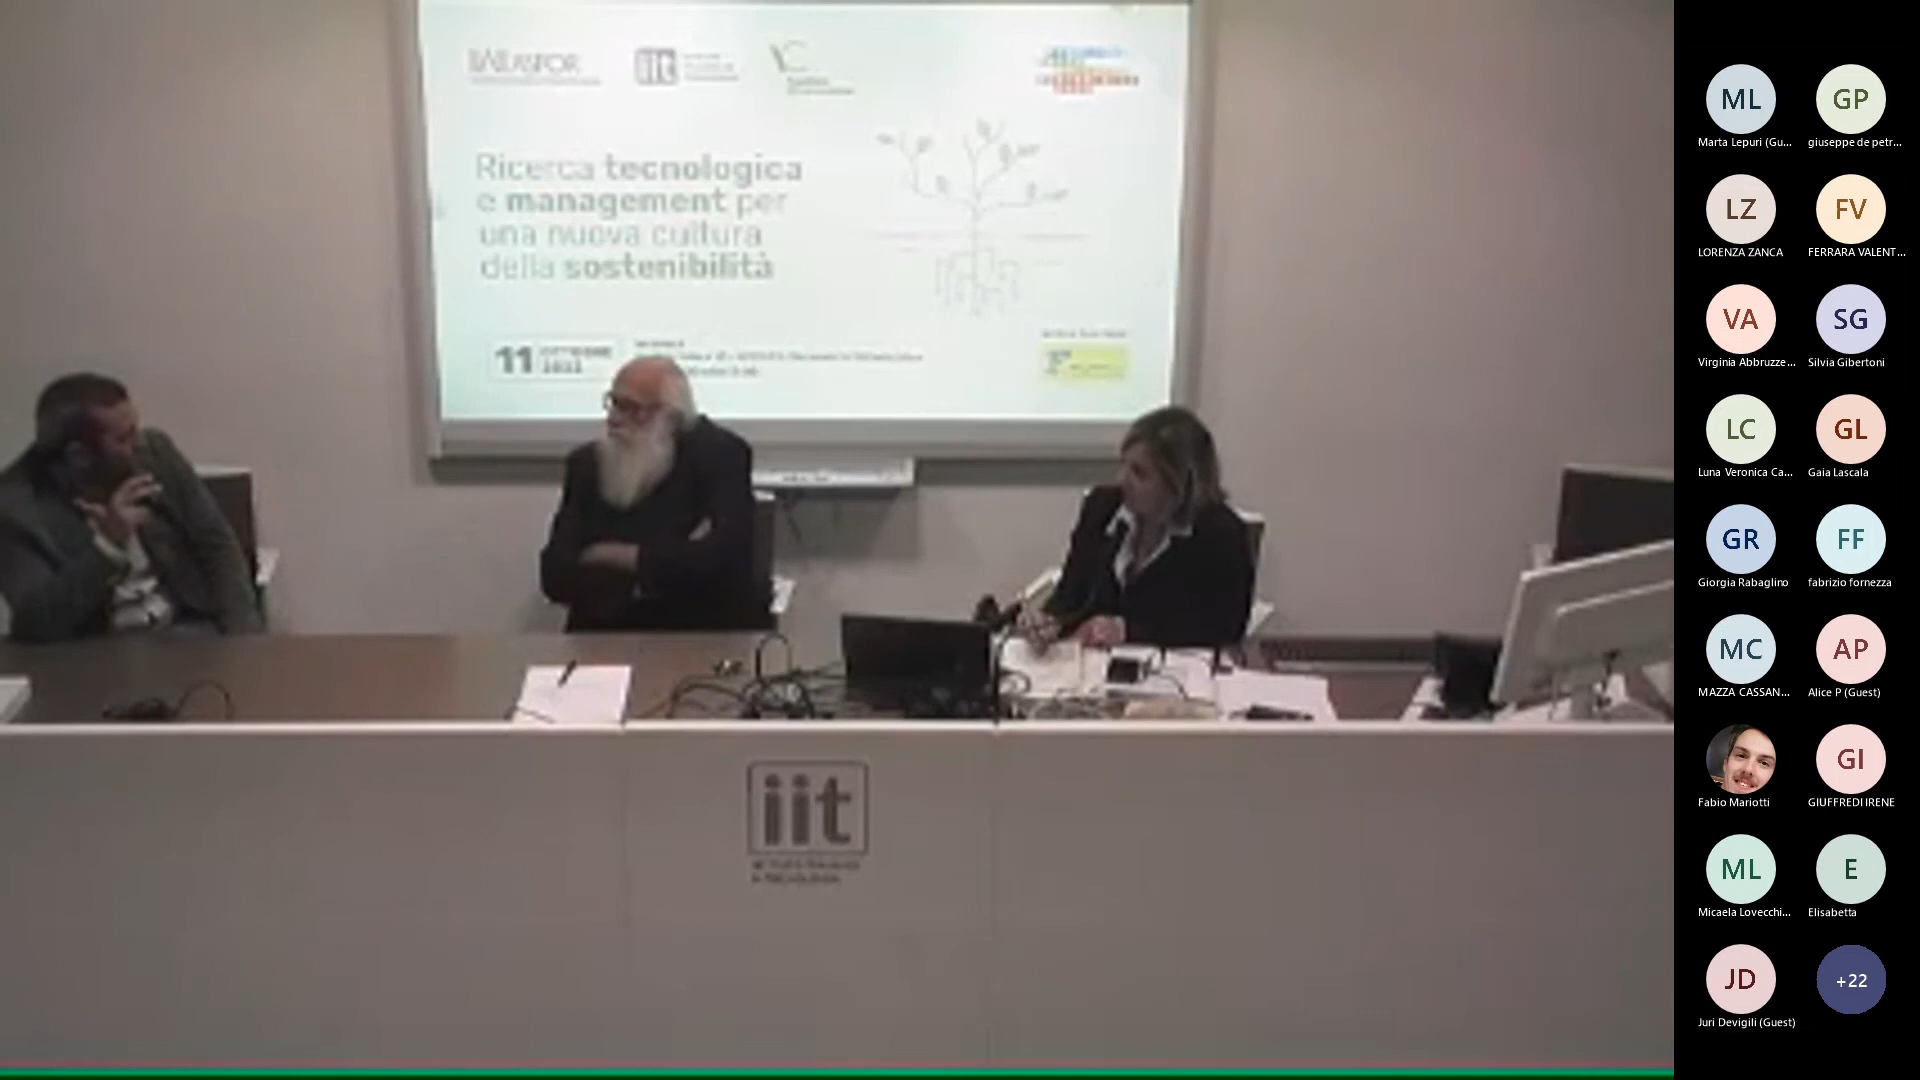 iit
Ricerca tecnologica
e management per
una nuova cultura
della sostenibilità
11
iit
ML
GP
Marta Lepuri (Gu...
giuseppe de petr...
LZ
FV
LORENZA ZANCA
FERRARA VALENT...
VA
SG
Virginia Abbruzze...
Silvia Gibertoni
LC
GL
Luna Veronica Ca...
Gaia Lascala
GR
FF
Giorgia Rabaglino
fabrizio fornezza
MC
AP
MAZZA CASSAN...
Alice P (Guest)
Fabio Mariotti
GI
GIUFFREDI IRENE
ML
E
Micaela Lovecchi...
Elisabetta
JD
+22
Juri Devigili (Guest)